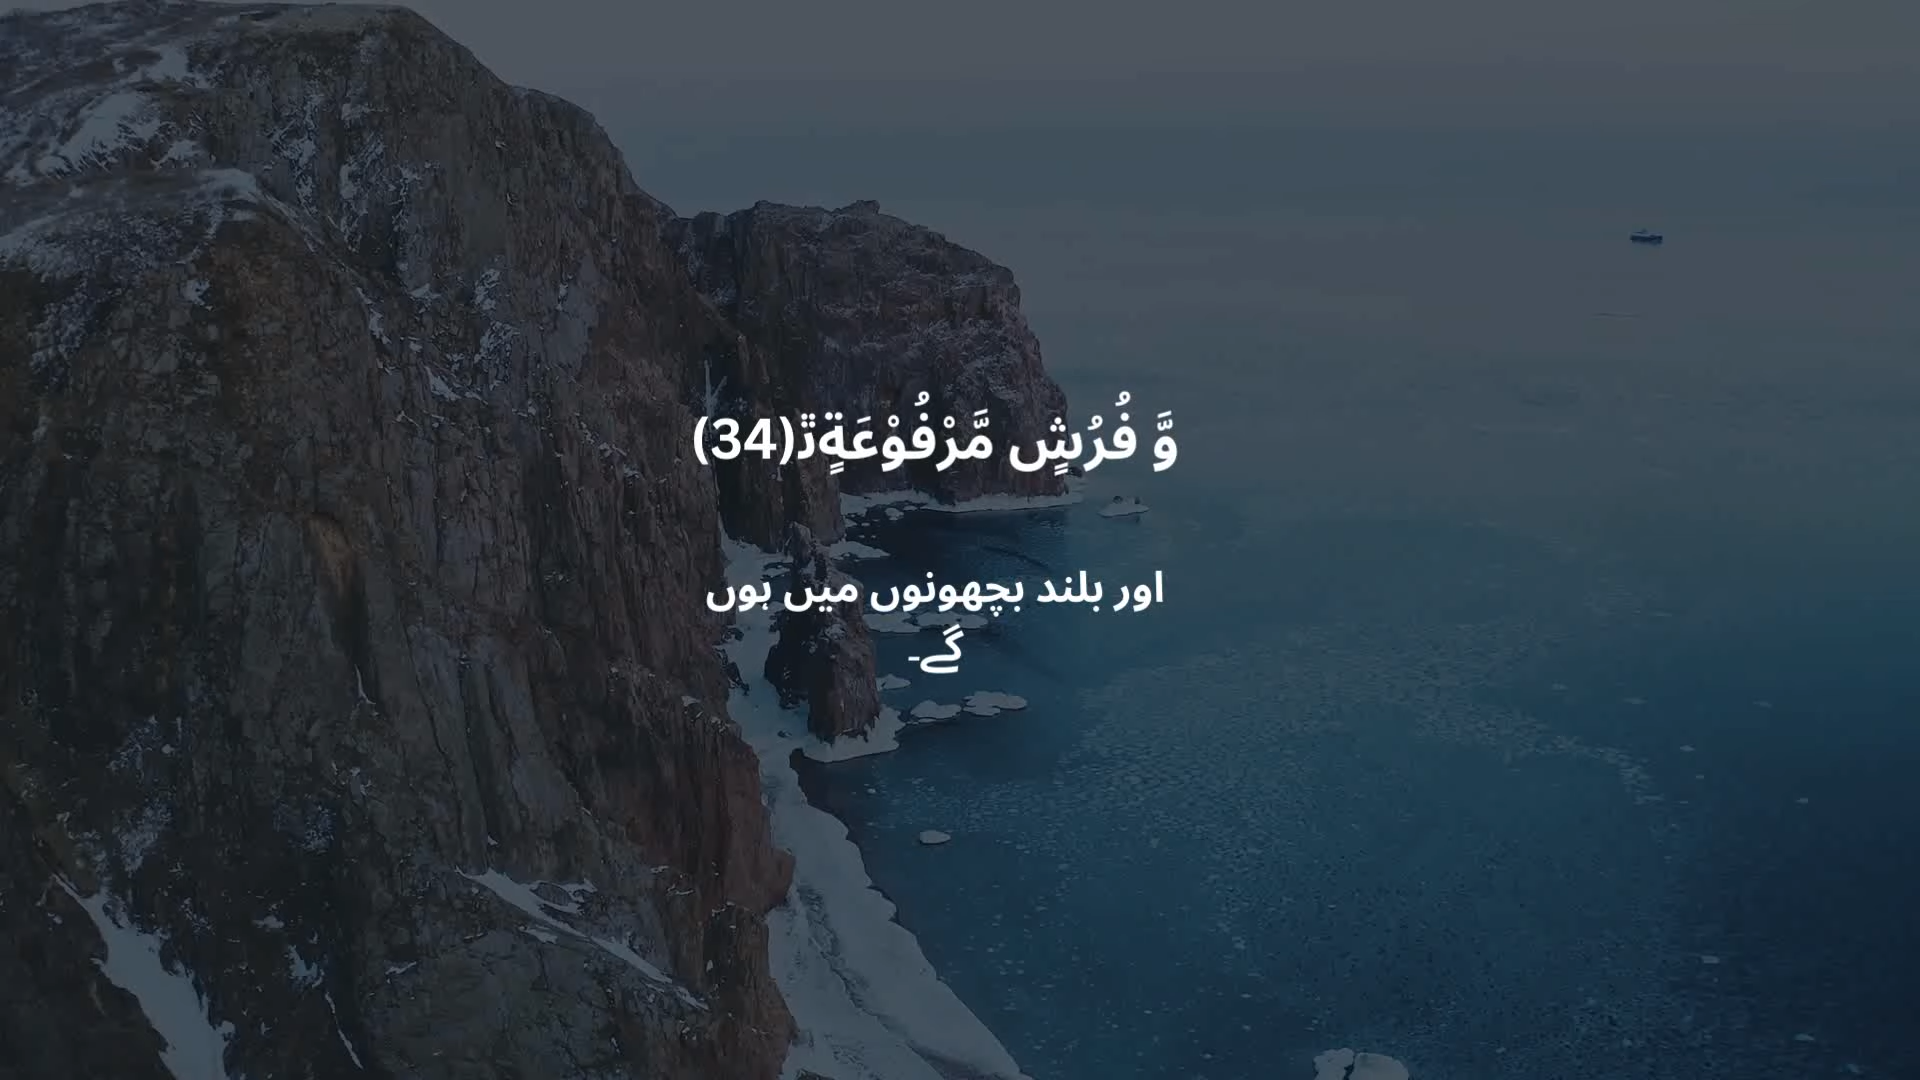 وَّ فُرُشٍ مَّرْفُوْعَةٍﭤ(34)
اور بلند بچھونوں میں ہوں
گے۔